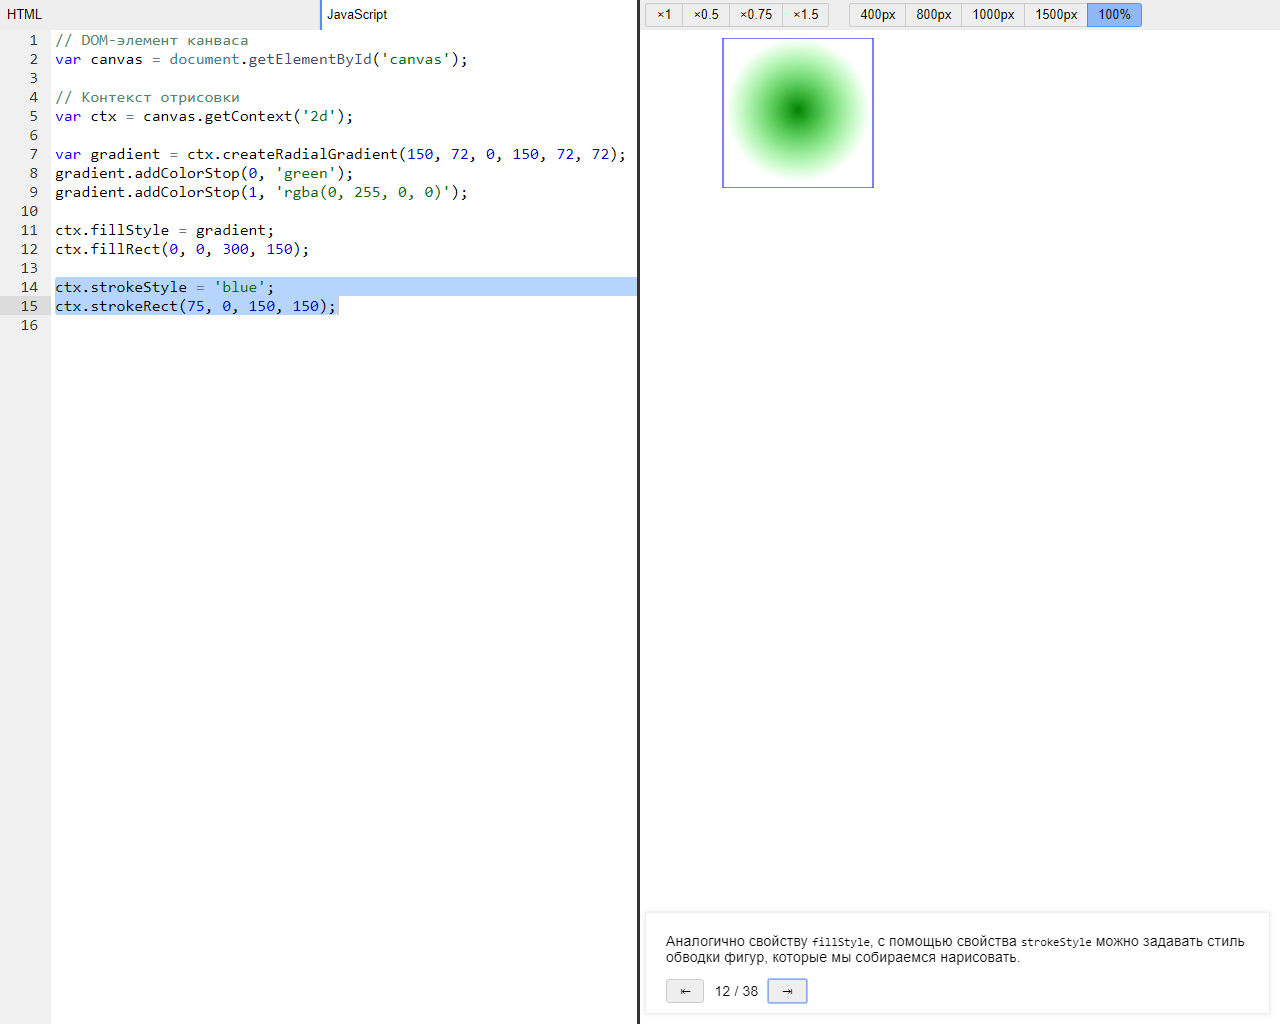 HTML
JavaScript
×1 ×0.5 ×0.75 ×1.5 400px 800px 1000px 1500px 100%
1 // DOM-элемент канваса
2 var canvas = document.getElementById('canvas');
3
4 // Контекст отрисовки
5 var ctx = canvas.getContext('2d');
6
7 var gradient = ctx.createRadialGradient(150, 72, 0, 150, 72, 72);
8 gradient.addColorStop(0, 'green');
9 gradient.addColorStop(1, 'rgba(0, 255, 0, 0)');
10
11 ctx.fillStyle = gradient;
12 ctx.fillRect(0, 0, 300, 150);
13
14 ctx.strokeStyle = 'blue';
15 ctx.strokeRect(75, 0, 150, 150);
16
Аналогично свойству fillStyle, с помощью свойства strokeStyle можно задавать стиль
обводки фигур, которые мы собираемся нарисовать.
⇤ 12 / 38 ⇥